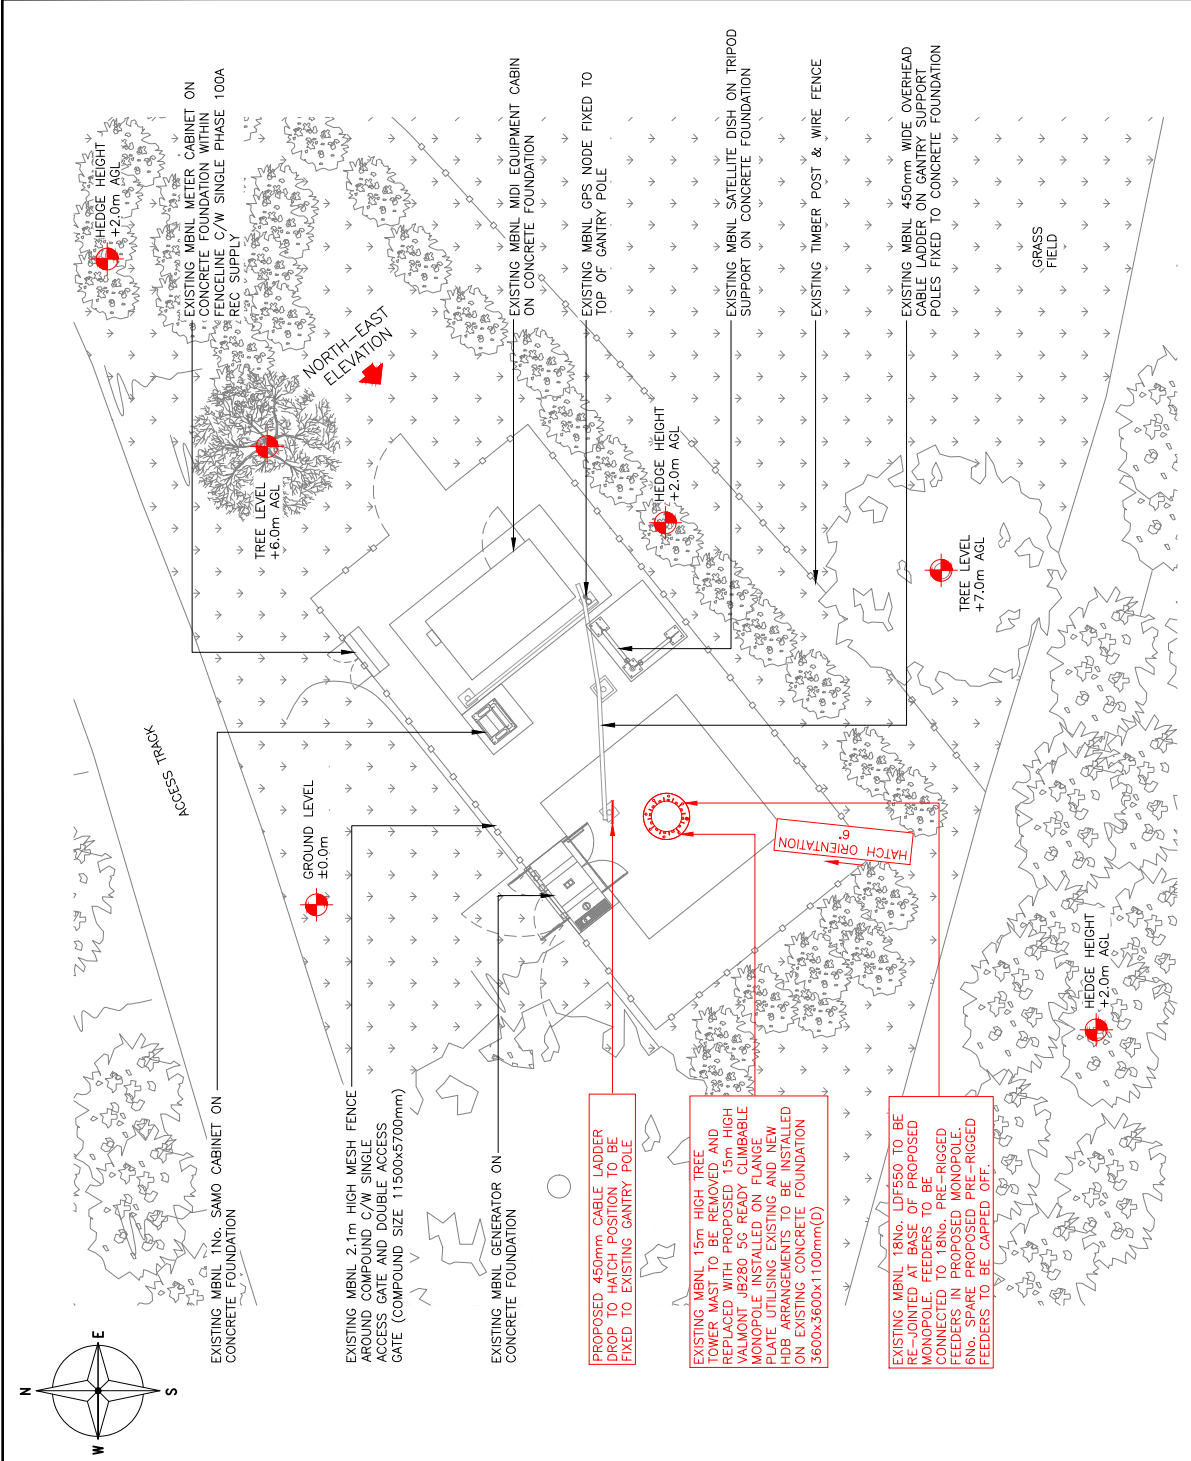 EXISTING MBNL METER CABINET ON
CONCRETE FOUNDATION WITHIN
FENCELINE C/W SINGLE PHASE 100A
REC SUPPLY
EXISTING MBNL MIDI EQUIPMENT CABIN
ON CONCRETE FOUNDATION
EXISTING MBNL GPS NODE FIXED TO
TOP OF GANTRY POLE
EXISTING MBNL SATELLITE DISH ON TRIPOD
SUPPORT ON CONCRETE FOUNDATION
EXISTING TIMBER POST & WIRE FENCE
EXISTING MBNL 450mm WIDE OVERHEAD
CABLE LADDER ON GANTRY SUPPORT
POLES FIXED TO CONCRETE FOUNDATION
HEDGE HEIGHT
+2.0m AGL
NORTH-EAST
ELEVATION
TREE LEVEL
+6.0m AGL
HEDGE HEIGHT
+2.0m AGL
GRASS
FIELD
TREE LEVEL
+7.0m AGL
ACCESS TRACK
GROUND LEVEL
±0.0m
HATCH ORIENTATION
6°
HEDGE HEIGHT
+2.0m AGL
EXISTING MBNL 1No. SAMO CABINET ON
CONCRETE FOUNDATION
EXISTING MBNL 2.1m HIGH MESH FENCE
AROUND COMPOUND C/W SINGLE
ACCESS GATE AND DOUBLE ACCESS
GATE (COMPOUND SIZE 11500x5700mm)
EXISTING MBNL GENERATOR ON
CONCRETE FOUNDATION
PROPOSED 450mm CABLE LADDER
DROP TO HATCH POSITION TO BE
FIXED TO EXISTING GANTRY POLE
EXISTING MBNL 15m HIGH TREE
TOWER MAST TO BE REMOVED AND
REPLACED WITH PROPOSED 15m HIGH
VALMONT JB280 5G READY CLIMBABLE
MONOPOLE INSTALLED ON FLANGE
PLATE UTILISING EXISTING AND NEW
HDB ARRANGEMENTS TO BE INSTALLED
ON EXISTING CONCRETE FOUNDATION
3600x3600x1100mm(D)
EXISTING MBNL 18No. LDF550 TO BE
RE-JOINTED AT BASE OF PROPOSED
MONOPOLE. FEEDERS TO BE
CONNECTED TO 18No. PRE-RIGGED
FEEDERS IN PROPOSED MONOPOLE.
6No. SPARE PROPOSED PRE-RIGGED
FEEDERS TO BE CAPPED OFF.
N
E
S
W